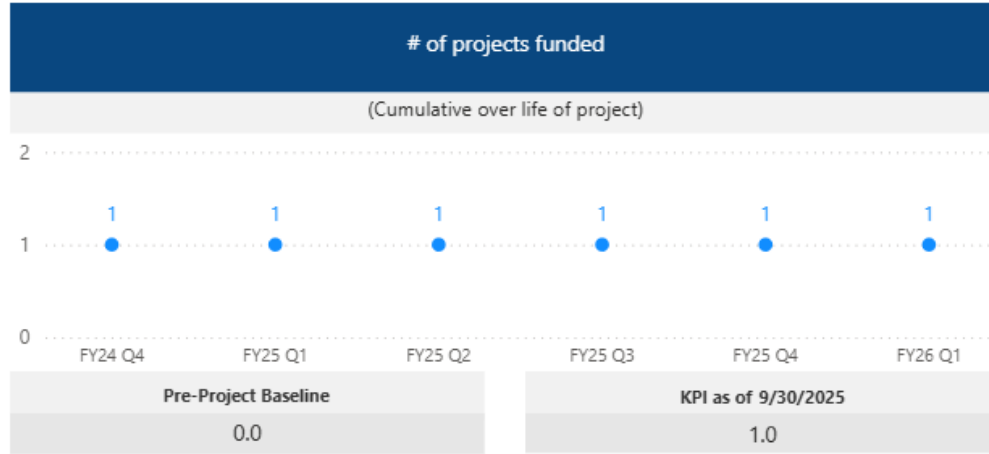 # of projects funded
(Cumulative over life of project)
2
1 1 1 1 1 1
1
0
FY24 Q4 FY25 Q1 FY25 Q2 FY25 Q3 FY25 Q4 FY26 Q1
Pre-Project Baseline KPI as of 9/30/2025
0.0 1.0